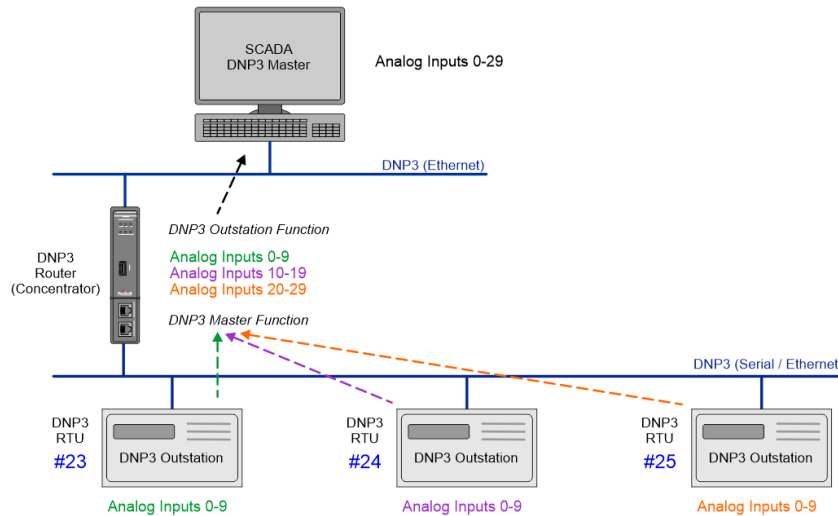 SCADA
DNP3 Master
Analog Inputs 0-29
DNP3 (Ethernet)
DNP3 Outstation Function
DNP3
Router
(Concentrator)
Analog Inputs 0-9
Analog Inputs 10-19
Analog Inputs 20-29
DNP3 Master Function
DNP3 (Serial / Ethernet
DNP3
RTU
#23
DNP3 Outstation
DNP3
RTU
#24
DNP3 Outstation
DNP3
RTU
#25
DNP3 Outstation
Analog Inputs 0-9
Analog Inputs 0-9
Analog Inputs 0-9